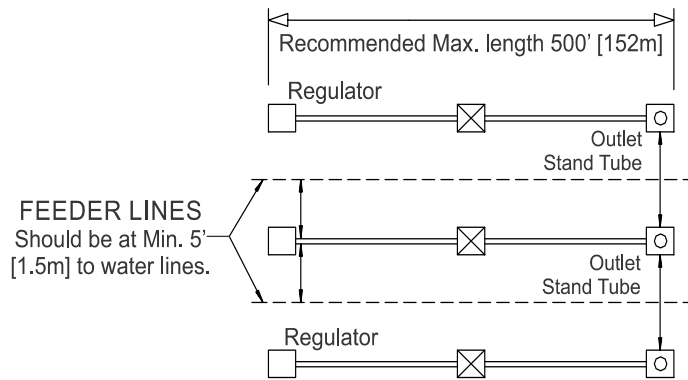 Recommended Max. length 500' [152m]
Regulator
Outlet
Stand Tube
FEEDER LINES
Should be at Min. 5'
[1.5m] to water lines.
Outlet
Stand Tube
Regulator